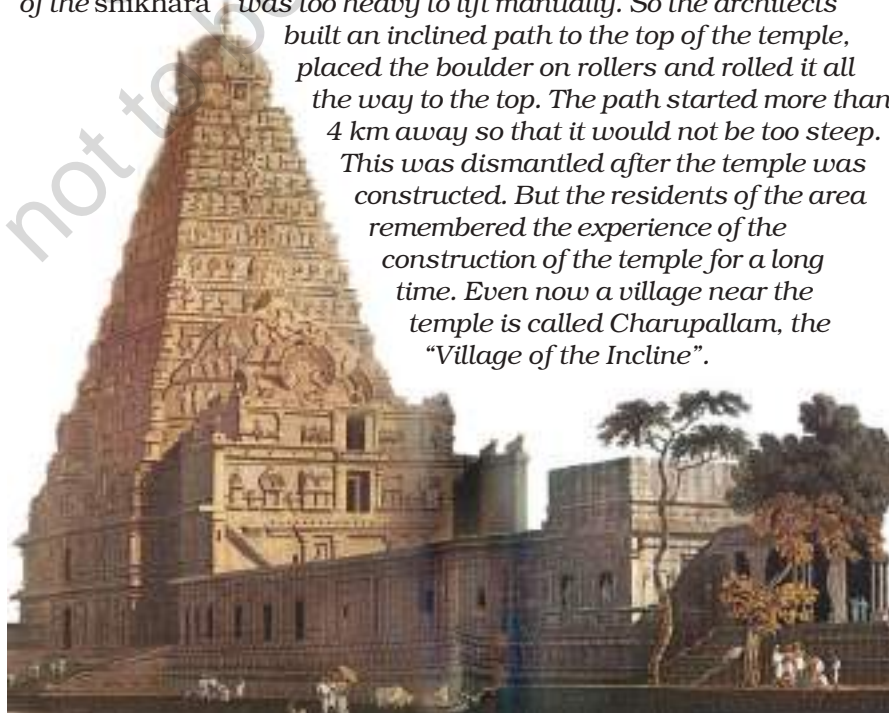 of the shikhara was too heavy to lift manually. So the architects
built an inclined path to the top of the temple,
placed the boulder on rollers and rolled it all
the way to the top. The path started more than
4 km away so that it would not be too steep.
This was dismantled after the temple was
constructed. But the residents of the area
remembered the experience of the
construction of the temple for a long
time. Even now a village near the
temple is called Charupallam, the
“Village of the Incline”.
not to be